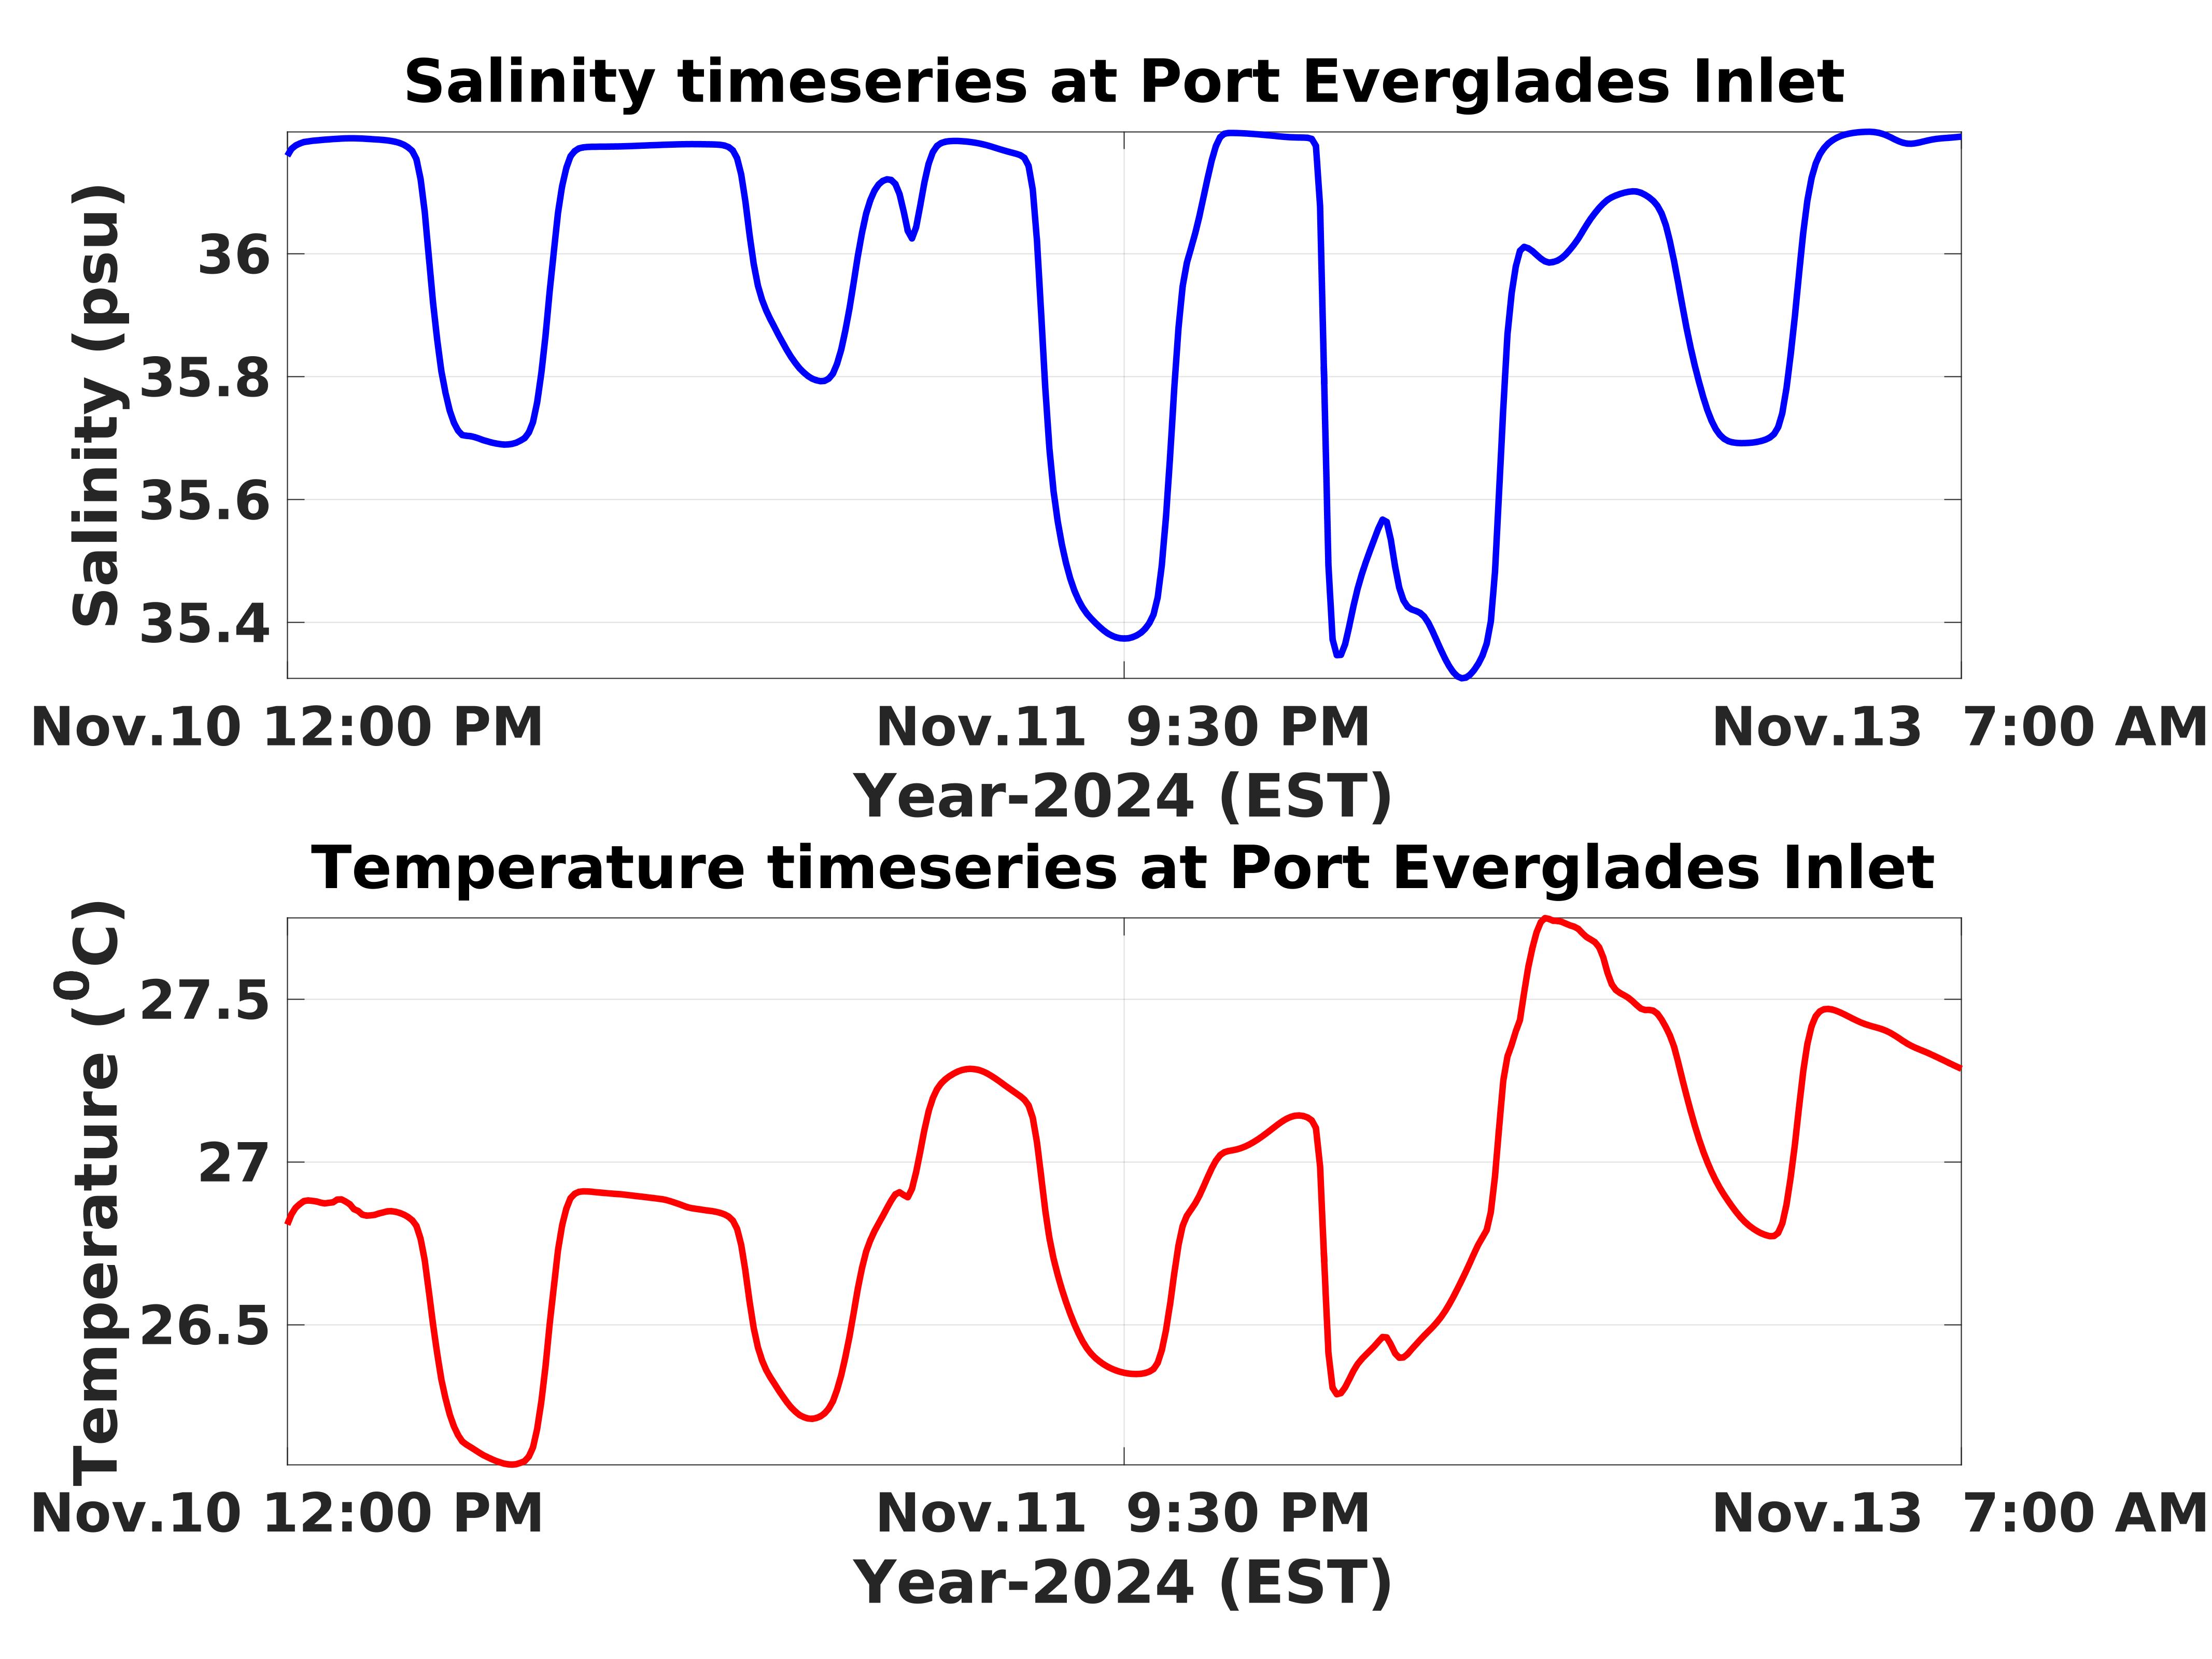 Salinity timeseries at Port Everglades Inlet
Salinity (psu)
36
35.8
35.6
35.4
Nov.10 12:00 PM Nov.11  9:30 PM Nov.13  7:00 AM
Year-2024 (EST)
Temperature timeseries at Port Everglades Inlet
Temperature (⁰C)
27.5
27
26.5
Nov.10 12:00 PM Nov.11  9:30 PM Nov.13  7:00 AM
Year-2024 (EST)